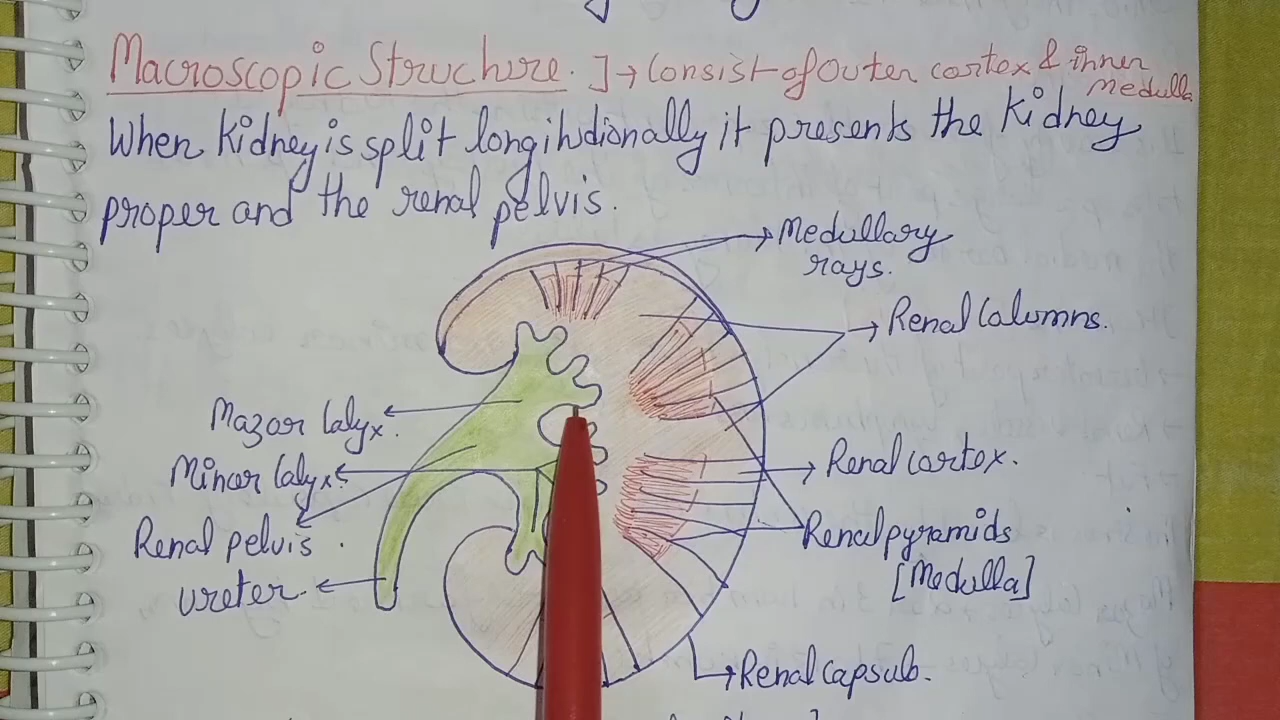 Macroscopic Structure. ] → Consist of Outer cortex & inner
Medulla
When Kidney is split longitudionally it presents the Kidney
proper and the renal pelvis.
→ Medullary
rays.
→ Renal Calumns.
Mazor Calyx.
Minor Calyx
Renal cortex.
Renal pelvis.
Renal pyramids
[Medulla]
Ureter.
Renal capsub.